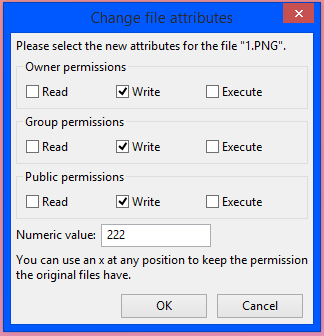 Change file attributes
Please select the new attributes for the file "1.PNG".
Owner permissions
Read Write Execute
Group permissions
Read Write Execute
Public permissions
Read Write Execute
Numeric value: 222
You can use an x at any position to keep the permission
the original files have.
OK Cancel